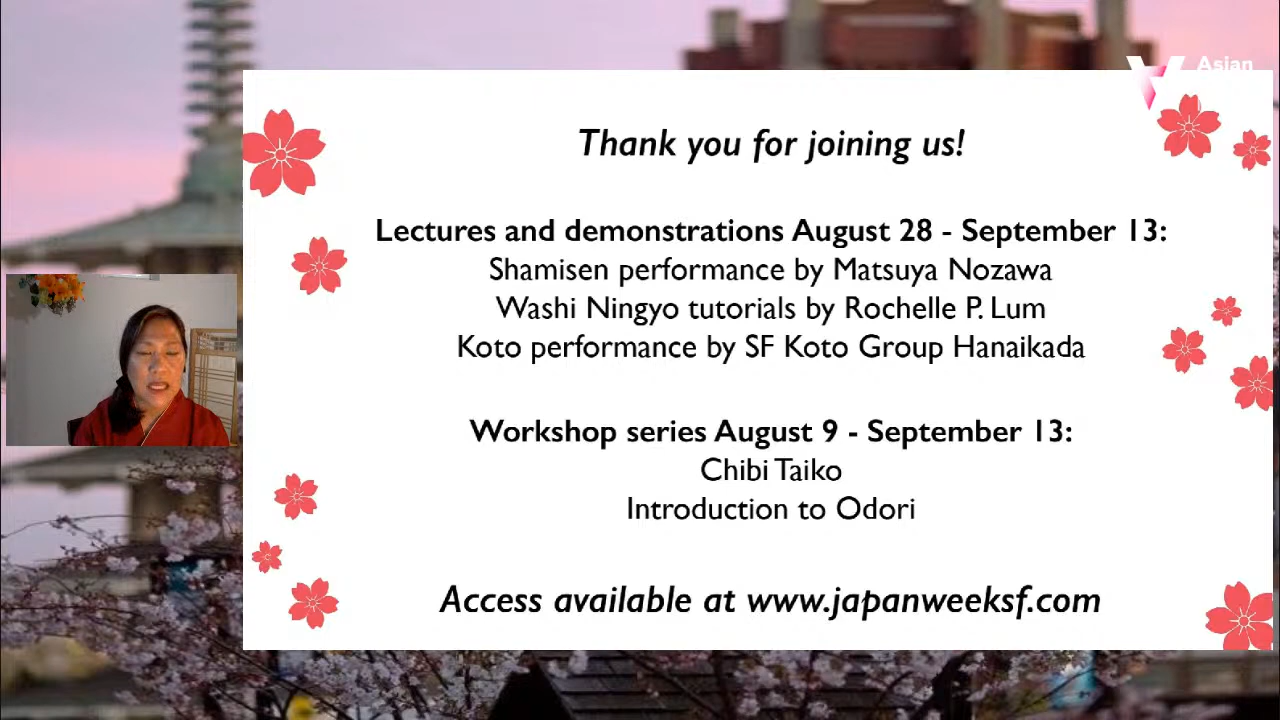 Asian
Thank you for joining us!
Lectures and demonstrations August 28 - September 13:
Shamisen performance by Matsuya Nozawa
Washi Ningyo tutorials by Rochelle P. Lum
Koto performance by SF Koto Group Hanaikada
Workshop series August 9 - September 13:
Chibi Taiko
Introduction to Odori
Access available at www.japanweeksf.com